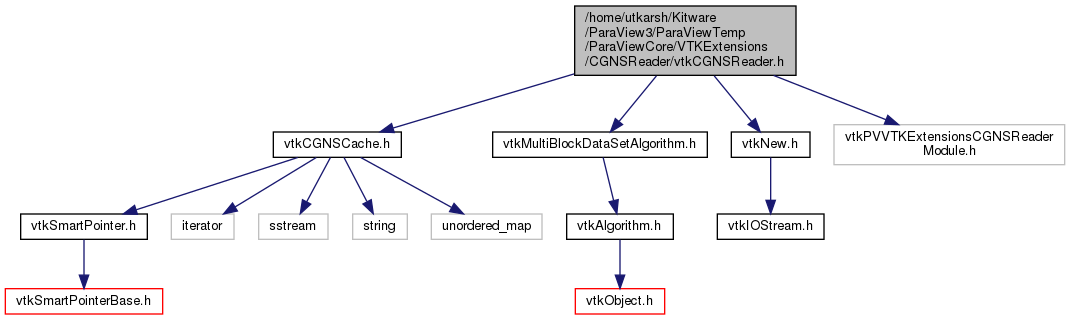 /home/utkarsh/Kitware
/ParaView3/ParaViewTemp
/ParaViewCore/VTKExtensions
/CGNSReader/vtkCGNSReader.h
vtkCGNSCache.h
vtkMultiBlockDataSetAlgorithm.h
vtkNew.h
vtkPVVTKExtensionsCGNSReader
Module.h
vtkSmartPointer.h
iterator
sstream
string
unordered_map
vtkAlgorithm.h
vtkIOStream.h
vtkSmartPointerBase.h
vtkObject.h